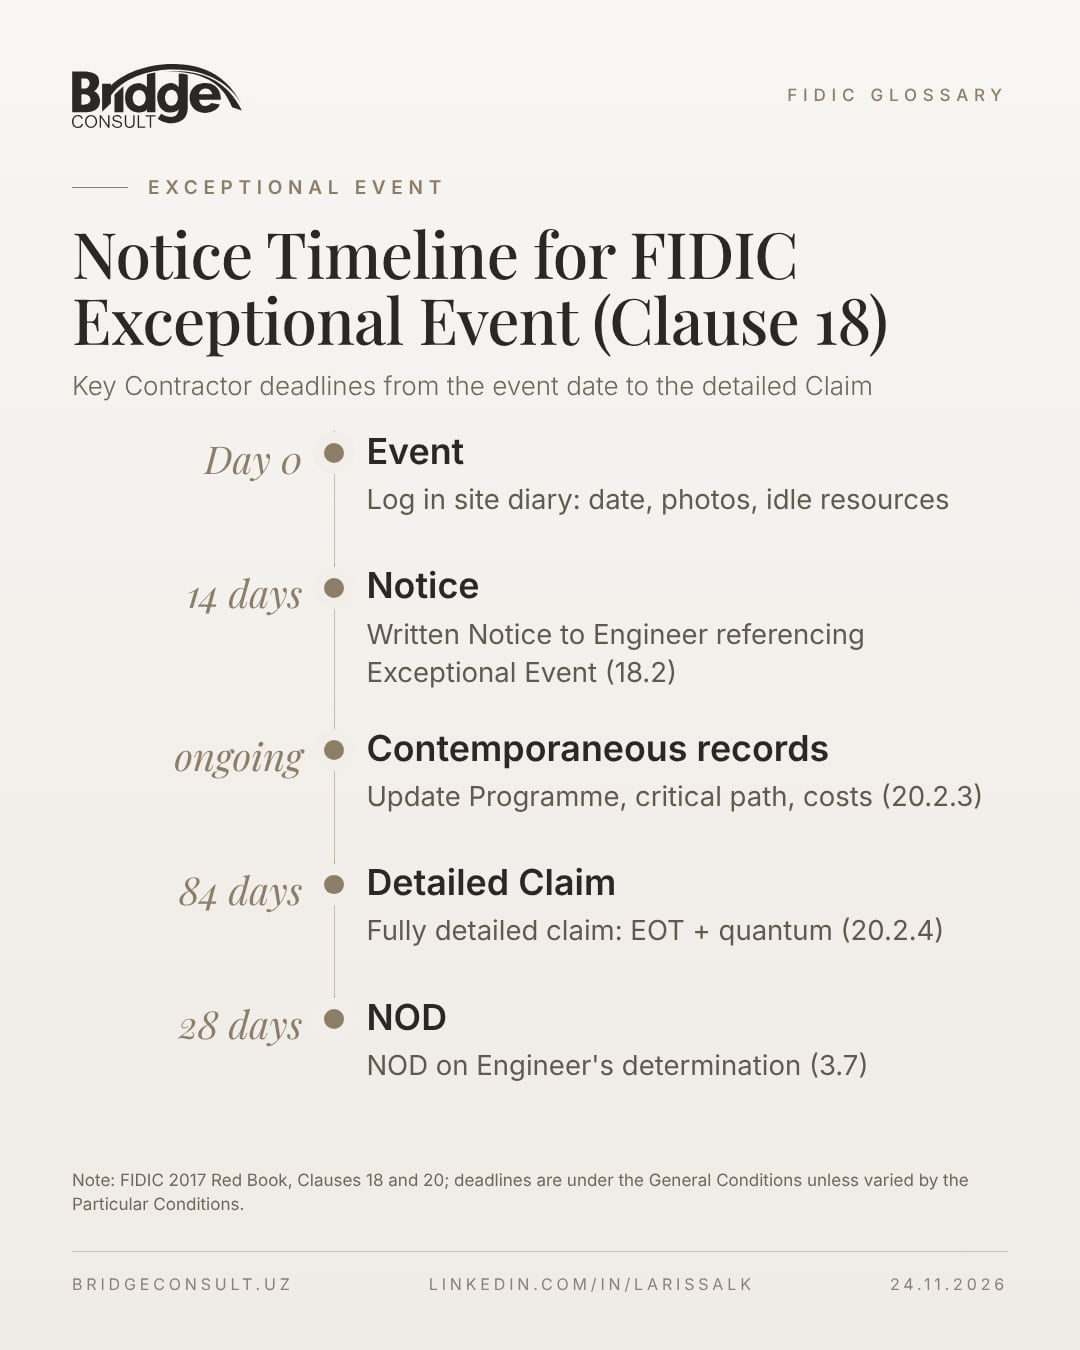 Bridge
CONSULT
FIDIC GLOSSARY
EXCEPTIONAL EVENT
Notice Timeline for FIDIC
Exceptional Event (Clause 18)
Key Contractor deadlines from the event date to the detailed Claim
Day 0
Event
Log in site diary: date, photos, idle resources
14 days
Notice
Written Notice to Engineer referencing
Exceptional Event (18.2)
ongoing
Contemporaneous records
Update Programme, critical path, costs (20.2.3)
84 days
Detailed Claim
Fully detailed claim: EOT + quantum (20.2.4)
28 days
NOD
NOD on Engineer's determination (3.7)
Note: FIDIC 2017 Red Book, Clauses 18 and 20; deadlines are under the General Conditions unless varied by the
Particular Conditions.
BRIDGECONSULT.UZ
LINKEDIN.COM/IN/LARISSALK
24.11.2026